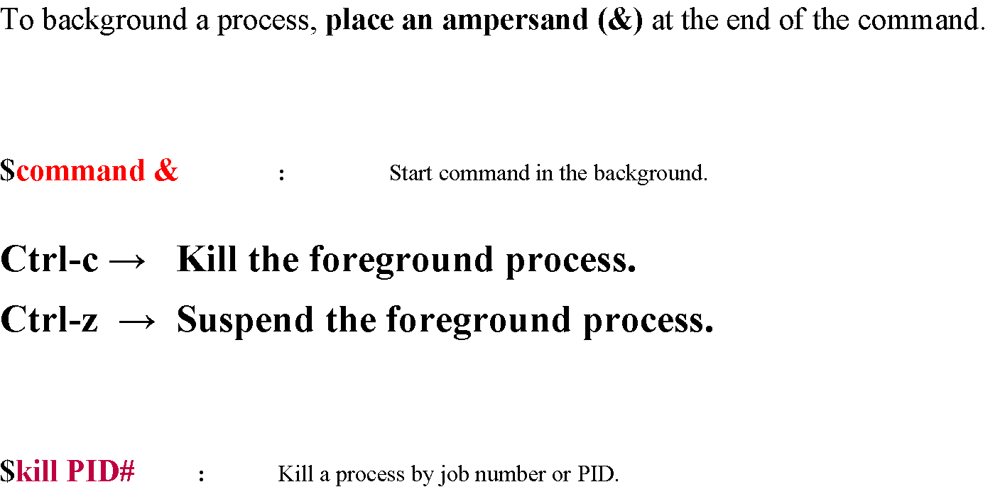 To background a process, place an ampersand (&) at the end of the command.
$command & : Start command in the background.
Ctrl-c → Kill the foreground process.
Ctrl-z → Suspend the foreground process.
$kill PID# : Kill a process by job number or PID.